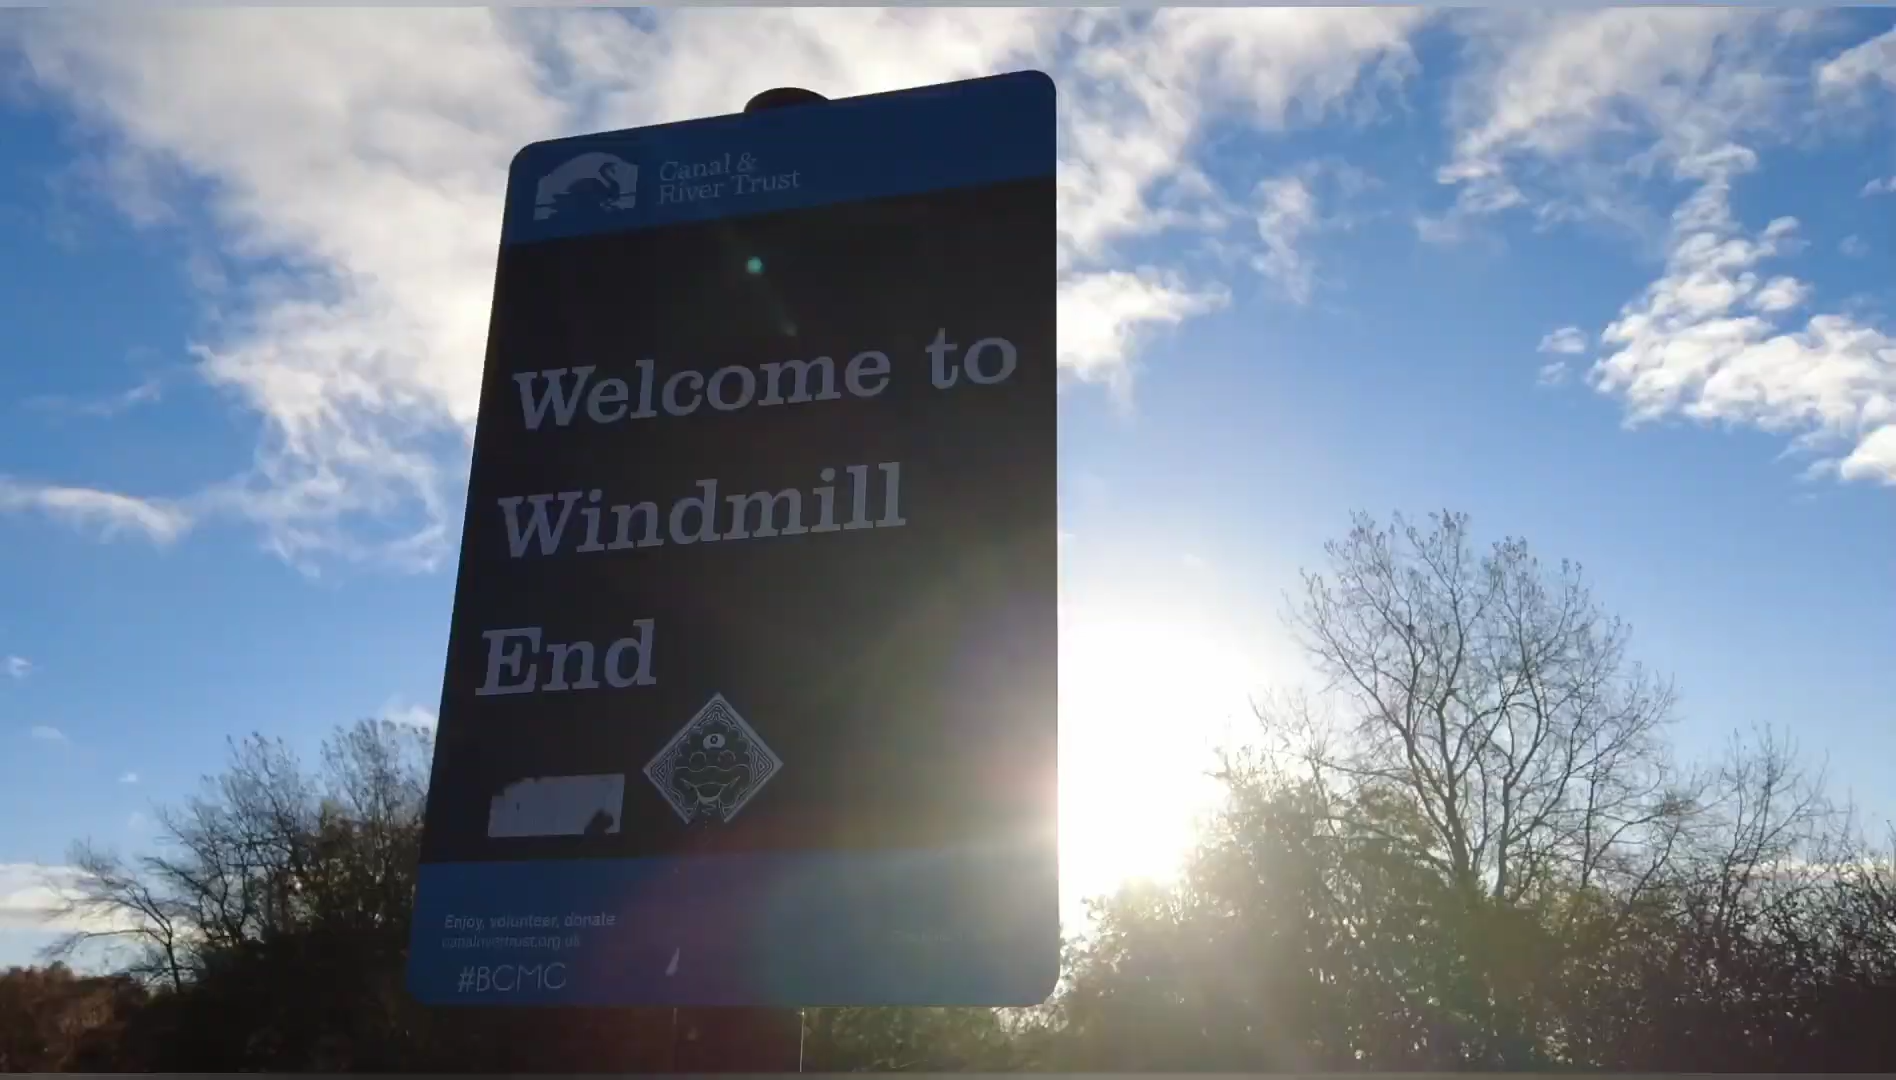 Canal &
River Trust
Welcome to
Windmill
End
Enjoy, volunteer, donate
canalrivertrust.org.uk
#BCMC